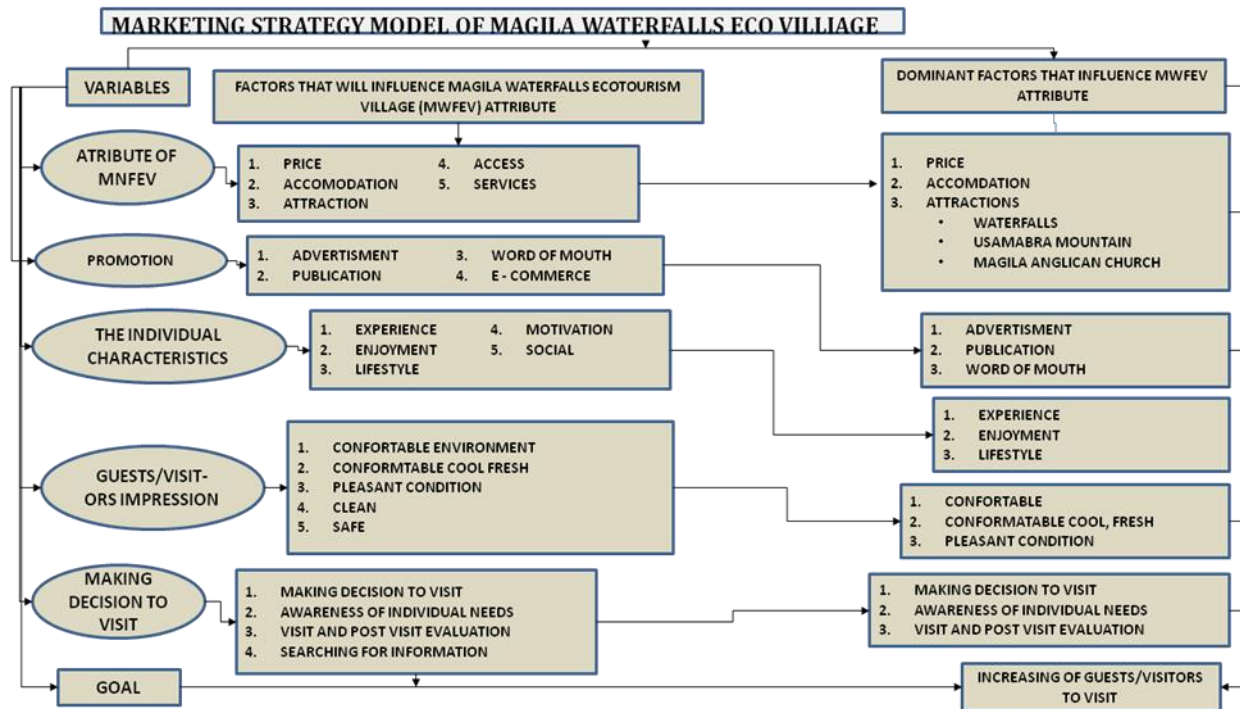 MARKETING STRATEGY MODEL OF MAGILA WATERFALLS ECO VILLIAGE
VARIABLES
FACTORS THAT WILL INFLUENCE MAGILA WATERFALLS ECOTOURISM
VILLAGE (MWFEV) ATTRIBUTE
DOMINANT FACTORS THAT INFLUENCE MWFEV
ATTRIBUTE
ATRIBUTE OF
MNFEV
1. PRICE
2. ACCOMODATION
3. ATTRACTION
4. ACCESS
5. SERVICES
1. PRICE
2. ACCOMDATION
3. ATTRACTIONS
• WATERFALLS
• USAMABRA MOUNTAIN
• MAGILA ANGLICAN CHURCH
PROMOTION
1. ADVERTISMENT
2. PUBLICATION
3. WORD OF MOUTH
4. E - COMMERCE
1. ADVERTISMENT
2. PUBLICATION
3. WORD OF MOUTH
THE INDIVIDUAL
CHARACTERISTICS
1. EXPERIENCE
2. ENJOYMENT
3. LIFESTYLE
4. MOTIVATION
5. SOCIAL
1. EXPERIENCE
2. ENJOYMENT
3. LIFESTYLE
GUESTS/VISIT-
ORS IMPRESSION
1. CONFORTABLE ENVIRONMENT
2. CONFORMTABLE COOL FRESH
3. PLEASANT CONDITION
4. CLEAN
5. SAFE
1. CONFORTABLE
2. CONFORMATABLE COOL, FRESH
3. PLEASANT CONDITION
MAKING
DECISION TO
VISIT
1. MAKING DECISION TO VISIT
2. AWARENESS OF INDIVIDUAL NEEDS
3. VISIT AND POST VISIT EVALUATION
4. SEARCHING FOR INFORMATION
1. MAKING DECISION TO VISIT
2. AWARENESS OF INDIVIDUAL NEEDS
3. VISIT AND POST VISIT EVALUATION
GOAL
INCREASING OF GUESTS/VISITORS
TO VISIT